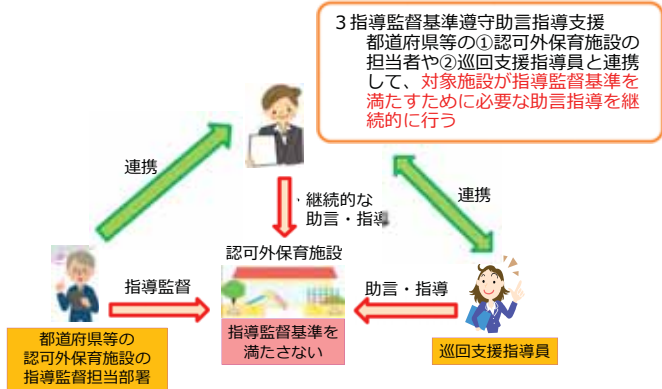 3指導監督基準遵守助言指導支援
都道府県等の①認可外保育施設の
担当者や②巡回支援指導員と連携
して、対象施設が指導監督基準を
満たすために必要な助言指導を継
続的に行う
連携
連携
継続的な
助言・指導
認可外保育施設
指導監督
助言・指導
指導監督基準を
満たさない
都道府県等の
認可外保育施設の
指導監督担当部署
巡回支援指導員